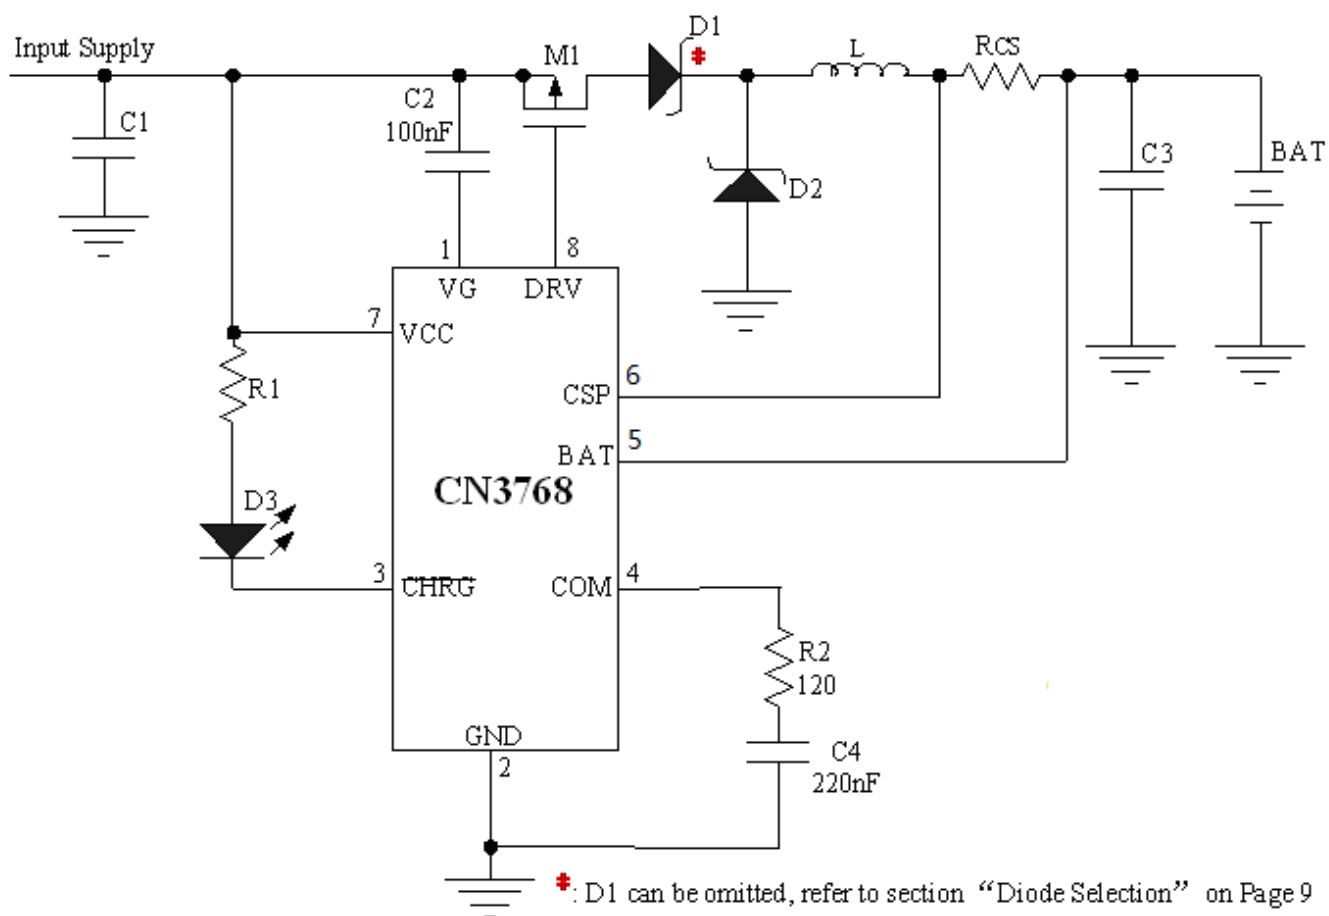 D1
Input Supply
M1
L
RCS
C2
100nF
C1
C3
BAT
D2
1
8
VG
DRV
7
VCC
6
R1
CSP
5
BAT
CN3768
D3
3
CHRG
COM
4
R2
120
GND
2
C4
220nF
*: D1 can be omitted, refer to section “Diode Selection” on Page 9